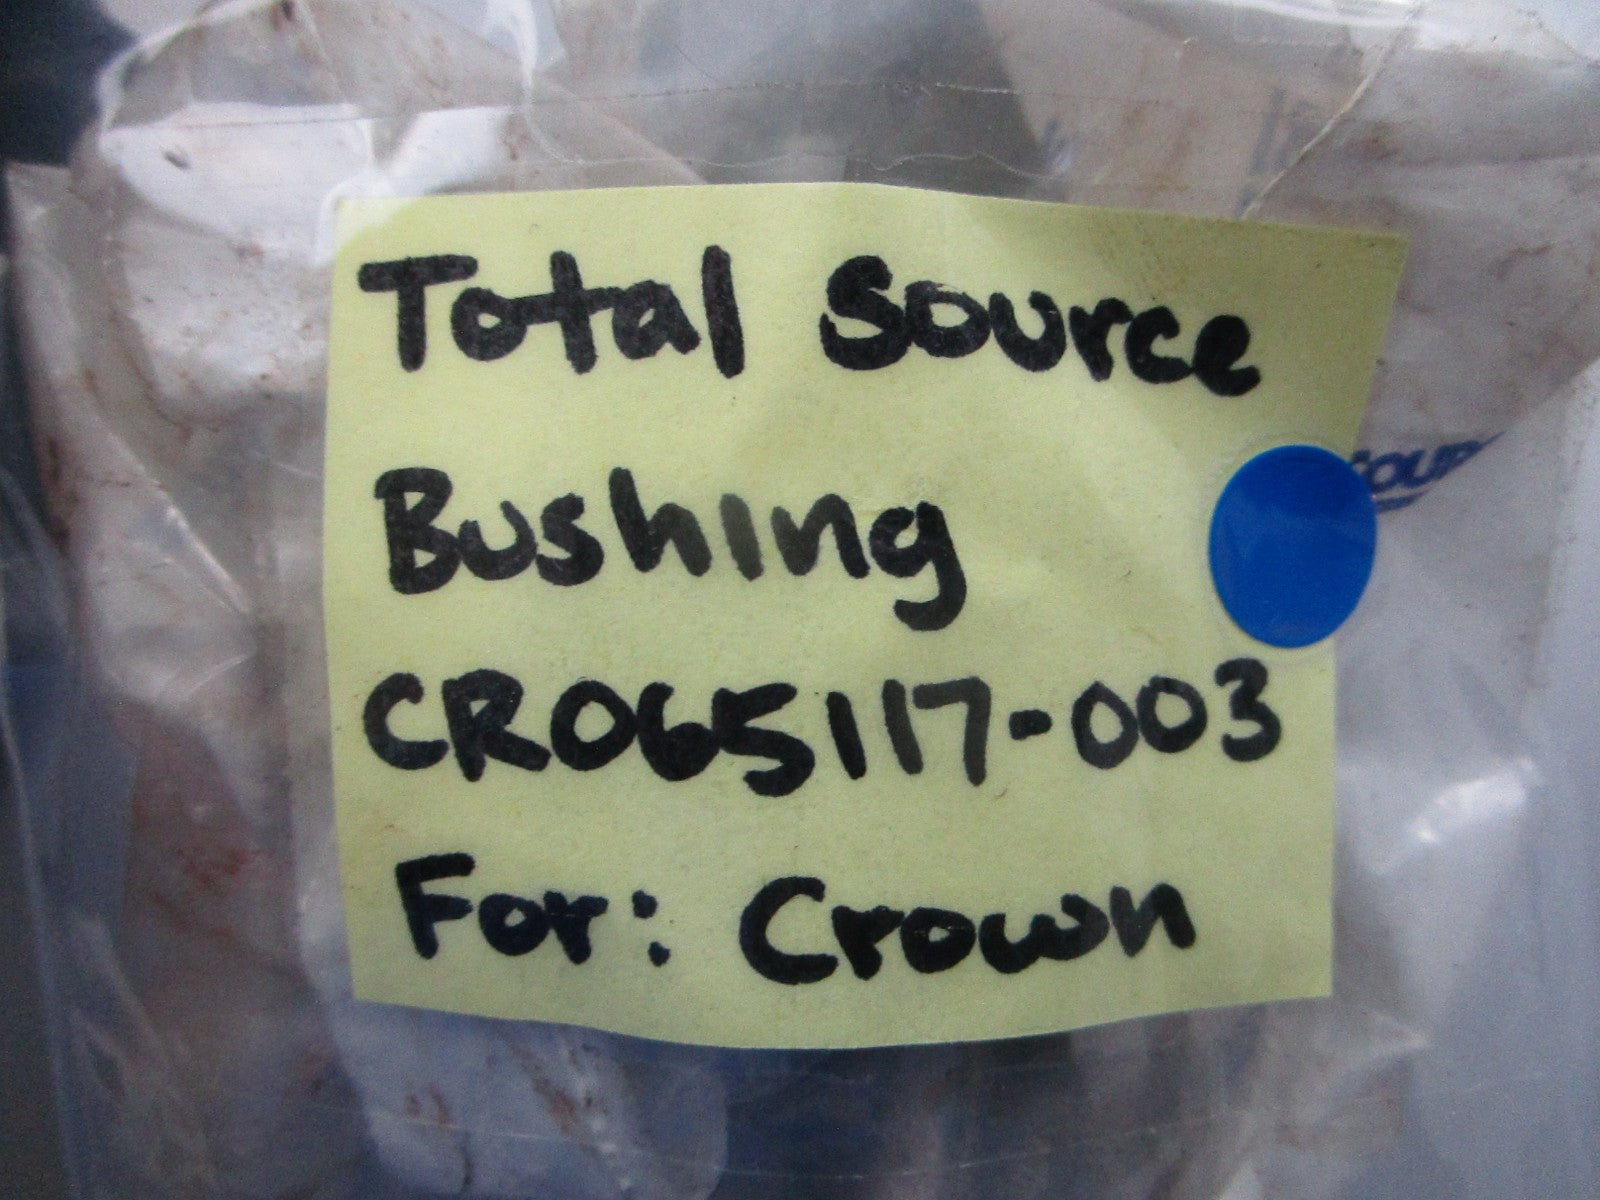 Total Source
Bushing
CR065117-003
For: Crown